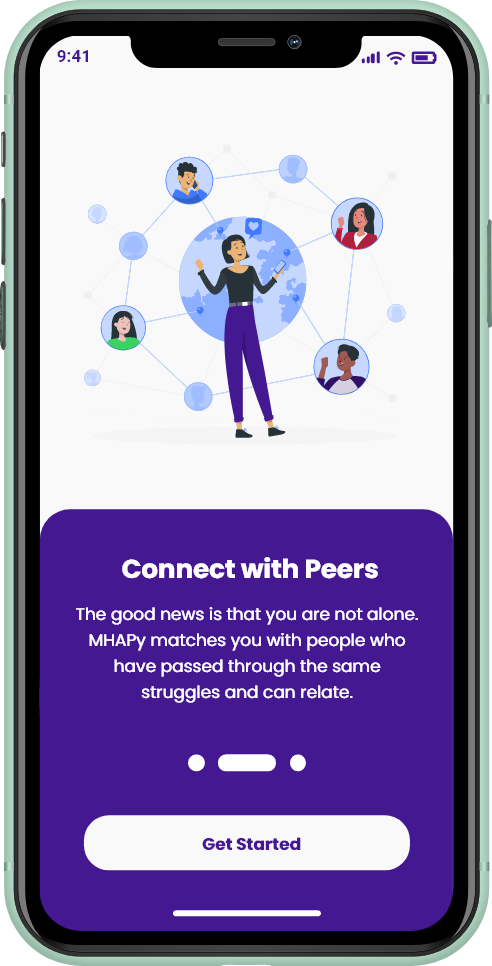 9:41
Connect with Peers
The good news is that you are not alone.
MHAPy matches you with people who
have passed through the same
struggles and can relate.
Get Started